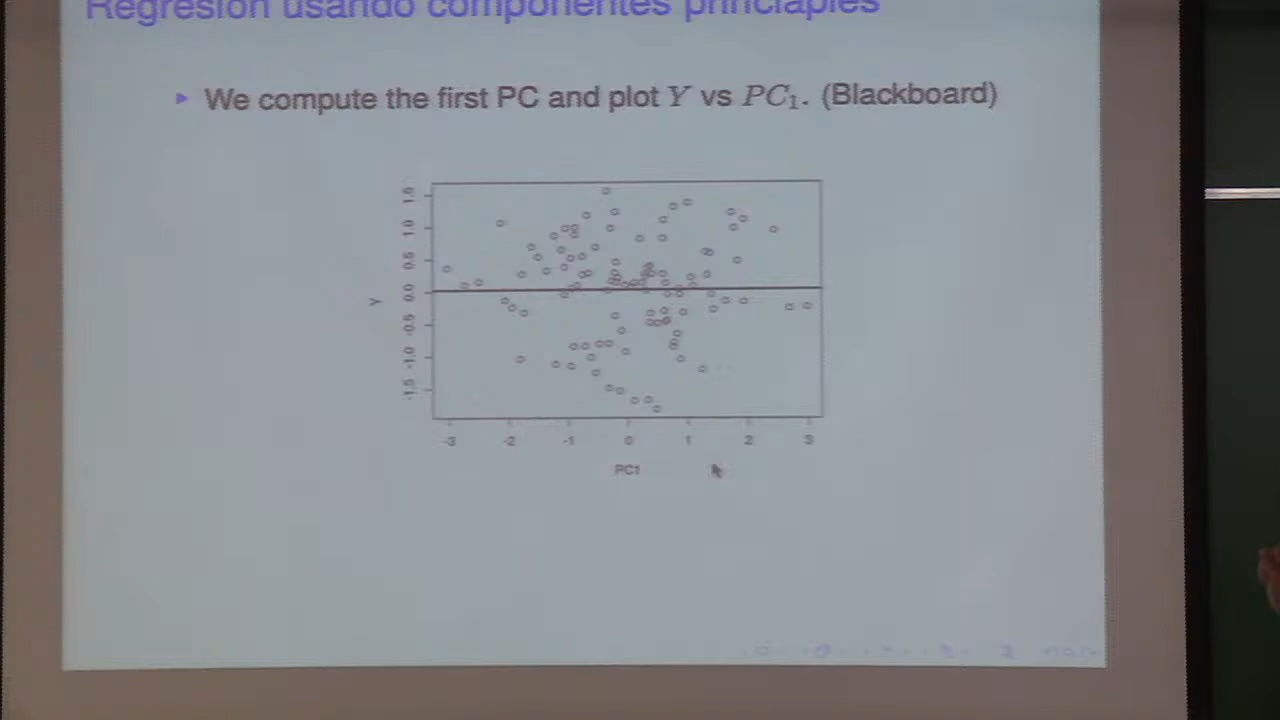 Regresión usando componentes princiaples
▸ We compute the first PC and plot Y vs PC₁. (Blackboard)
1.5
1.0
0.5
0.0
-0.5
-1.0
-1.5
Y
-3 -2 -1 0 1 2 3
PC1